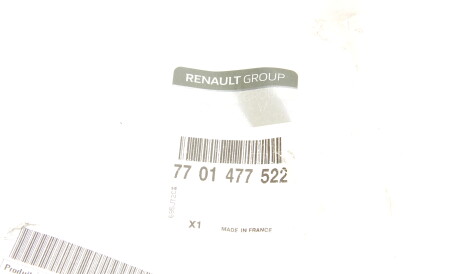 RENAULT GROUP
77 01 477 522
X1
MADE IN FRANCE